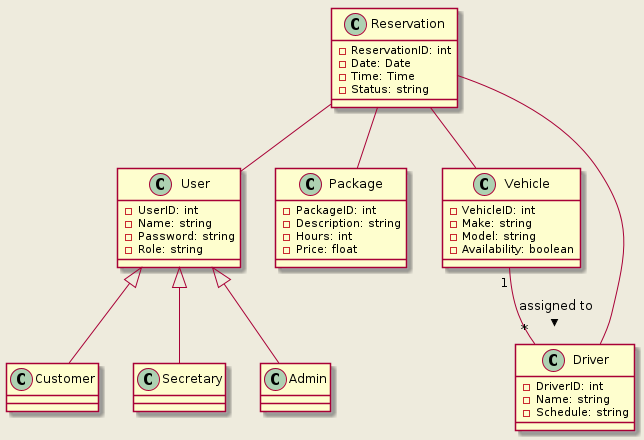 C Reservation
ReservationID: int
Date: Date
Time: Time
Status: string
C User
UserID: int
Name: string
Password: string
Role: string
C Package
PackageID: int
Description: string
Hours: int
Price: float
C Vehicle
VehicleID: int
Make: string
Model: string
Availability: boolean
1
assigned to
*
C Customer
C Secretary
C Admin
C Driver
DriverID: int
Name: string
Schedule: string